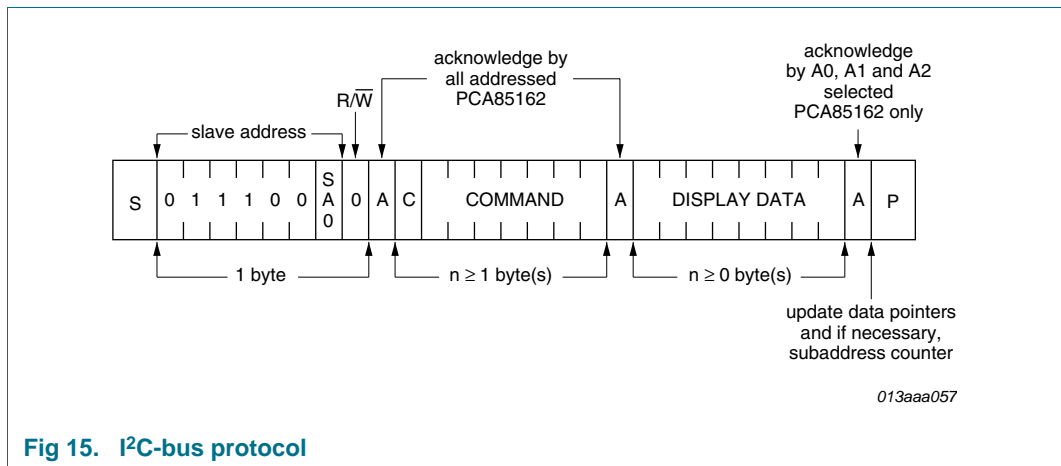 acknowledge by
all addressed
PCA85162
acknowledge
by A0, A1 and A2
selected
PCA85162 only
R/W̅
slave address
S 0 1 1 1 0 0 S A 0 0 A C COMMAND A DISPLAY DATA A P
1 byte n ≥ 1 byte(s) n ≥ 0 byte(s)
update data pointers
and if necessary,
subaddress counter
013aaa057
Fig 15. I²C-bus protocol